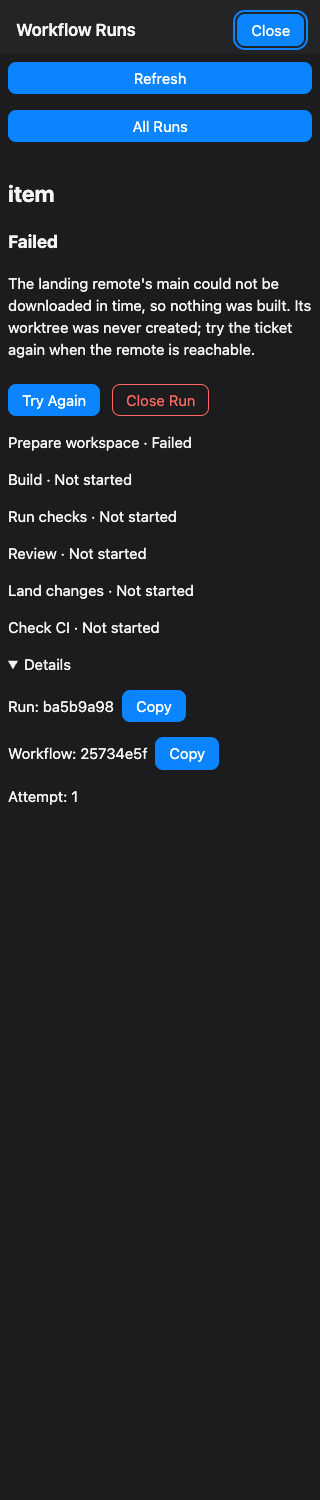 Workflow Runs
Close
Refresh
All Runs
item
Failed
The landing remote's main could not be
downloaded in time, so nothing was built. Its
worktree was never created; try the ticket
again when the remote is reachable.
Try Again
Close Run
Prepare workspace · Failed
Build · Not started
Run checks · Not started
Review · Not started
Land changes · Not started
Check CI · Not started
▼ Details
Run: ba5b9a98 Copy
Workflow: 25734e5f Copy
Attempt: 1